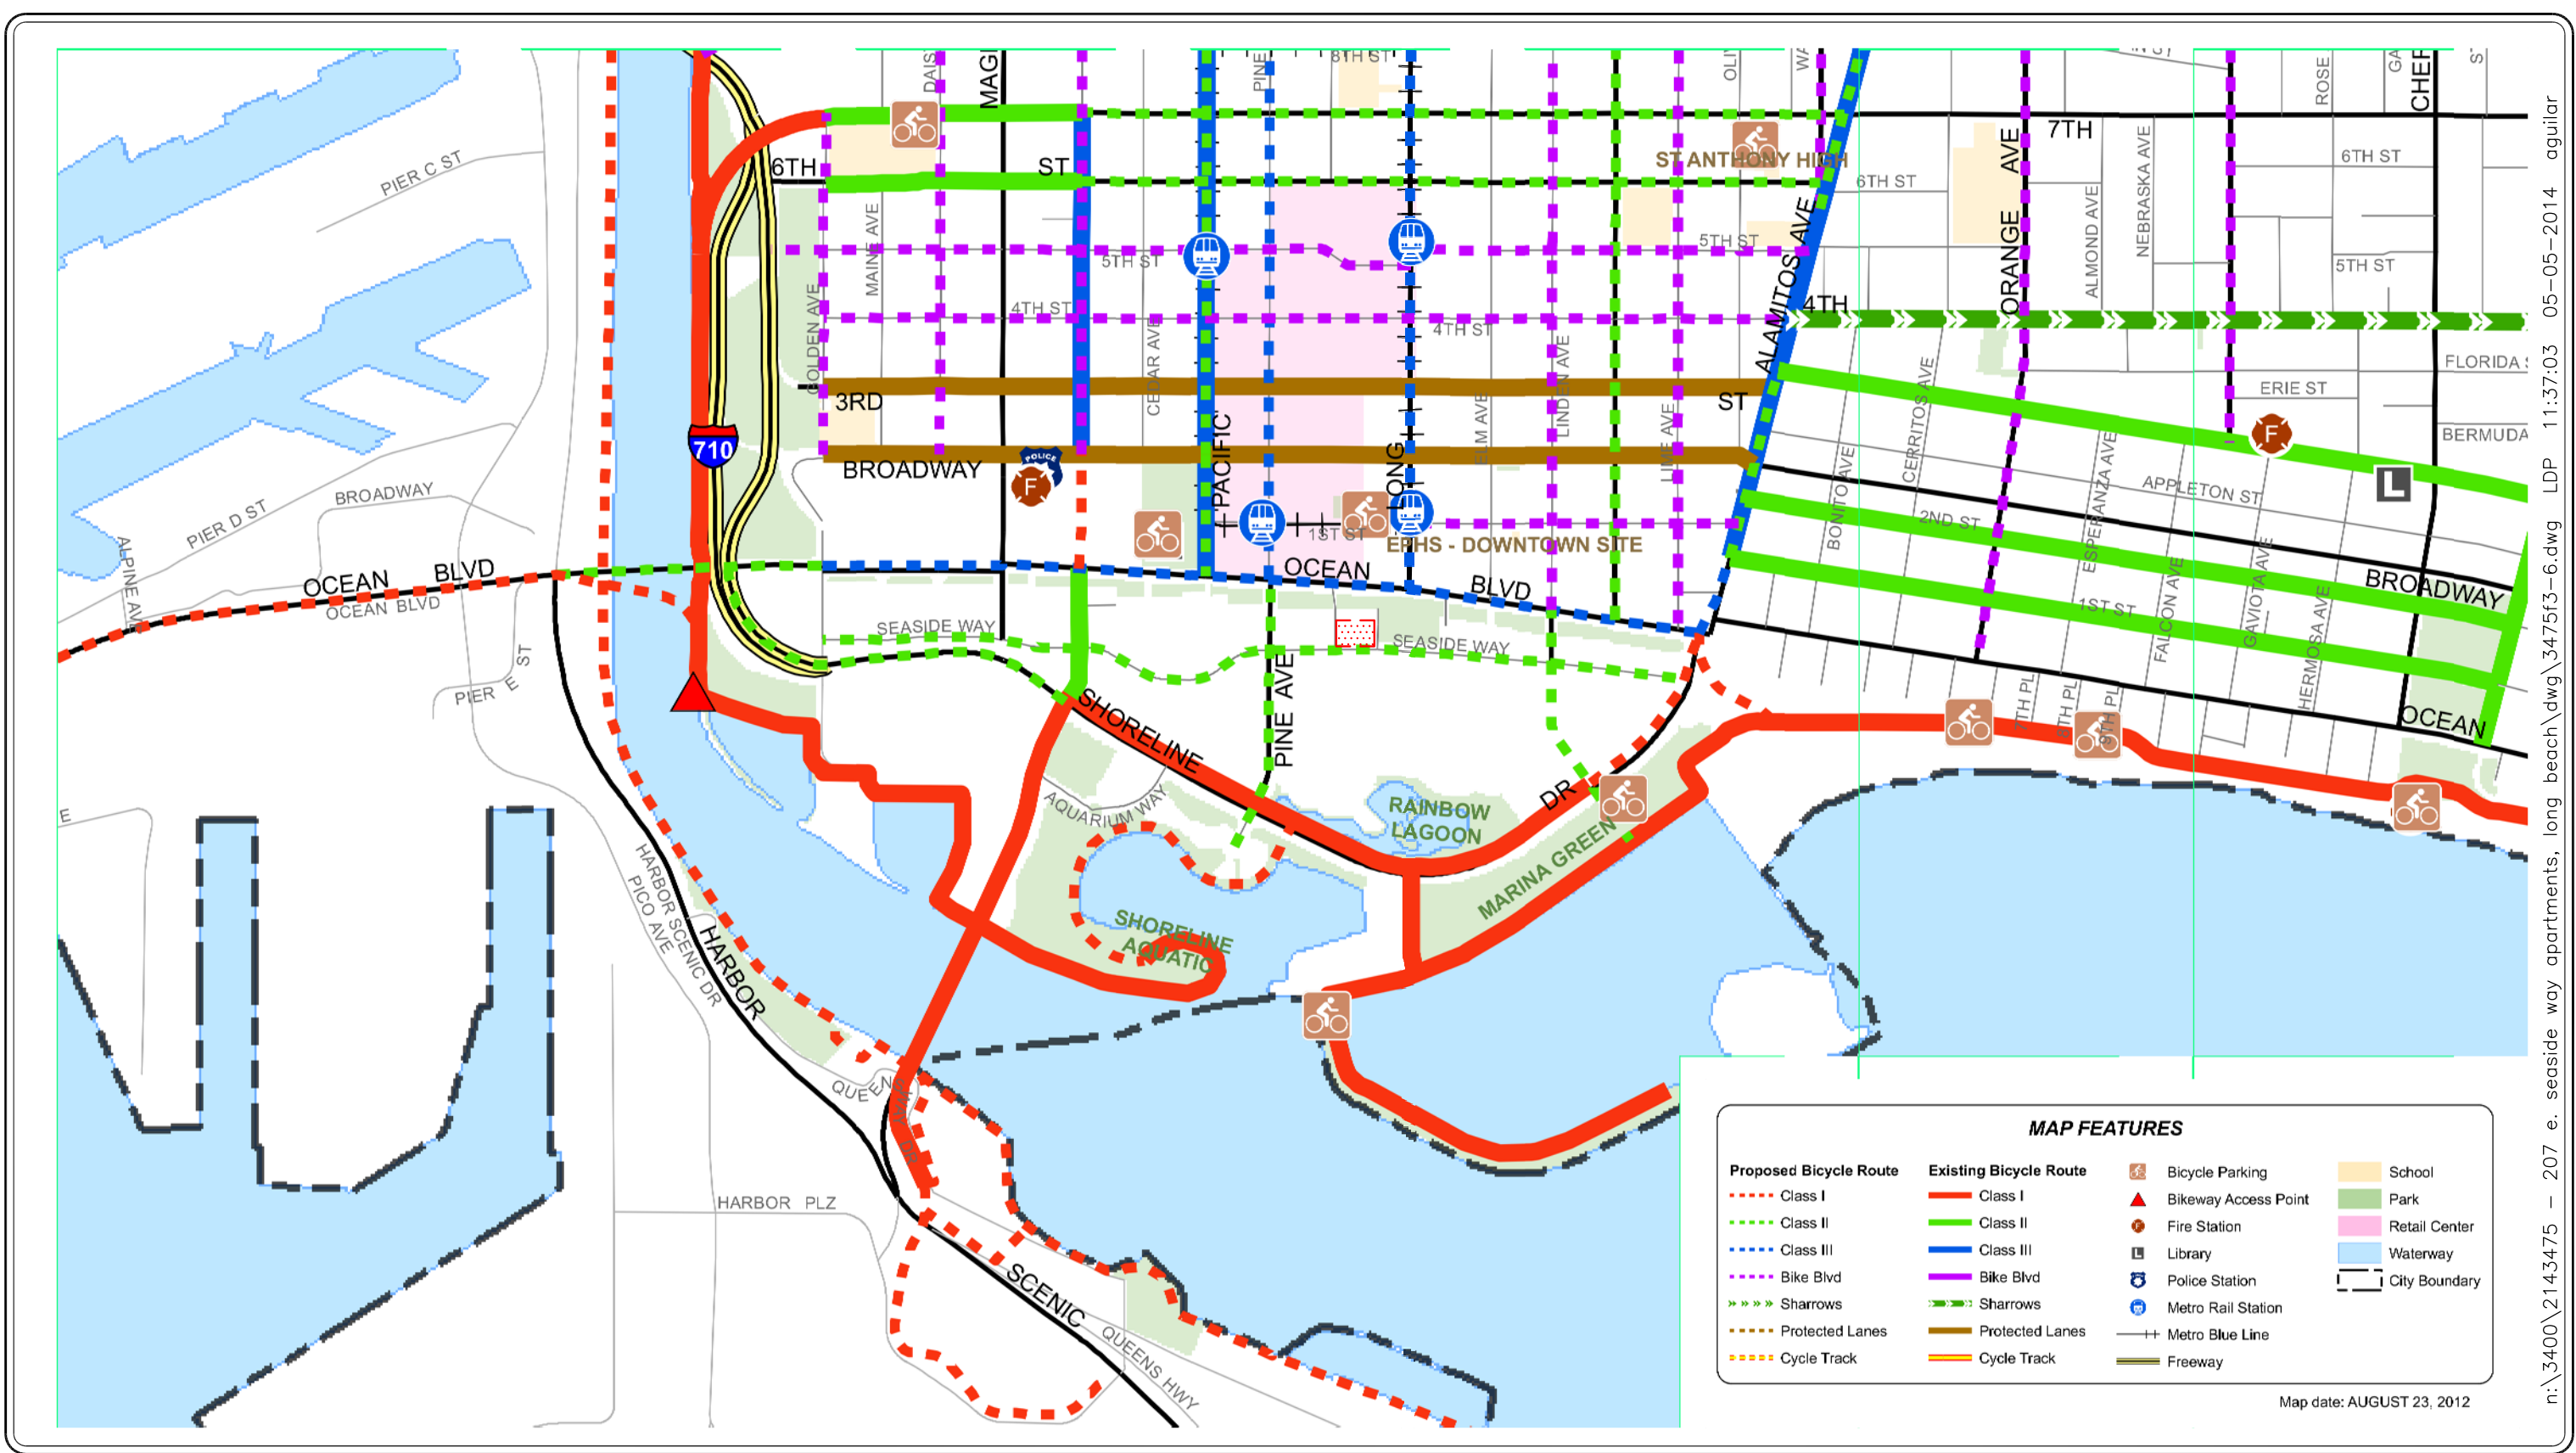 8TH ST
PINE
MAGI
DAIS
ROSE
CHER
7TH
6TH
ST
ST ANTHONY HIGH
6TH ST
6TH ST
PIER C ST
MAINE AVE
5TH ST
5TH ST
5TH ST
ALAMITOS AVE
ORANGE AVE
ALMOND AVE
NEBRASKA AVE
GOLDEN AVE
4TH ST
4TH ST
4TH
CEDAR AVE
LINDEN AVE
CERRITOS AVE
FLORIDA
ERIE ST
3RD
ST
ELM AVE
LIME AVE
710
POLICE
F
F
BERMUDA
BROADWAY
BROADWAY
PIER D ST
PACIFIC
LONG
L
APPLETON ST
BONITO AVE
ESPERANZA AVE
2ND ST
1ST ST
EPHS - DOWNTOWN SITE
ALPINE AVE
OCEAN BLVD
OCEAN BLVD
OCEAN
BLVD
BROADWAY
1ST ST
FALCON AVE
GAVIOTA AVE
HERMOSA AVE
SEASIDE WAY
SEASIDE WAY
PIER E ST
PINE AVE
7TH PL
8TH PL
9TH PL
OCEAN
SHORELINE
DR
AQUARIUM WAY
RAINBOW
LAGOON
MARINA GREEN
E
HARBOR SCENIC DR
PICO AVE
HARBOR
SHORELINE
AQUATIC
HARBOR PLZ
SCENIC
QUEENS HWY
MAP FEATURES
Proposed Bicycle Route
Class I
Class II
Class III
Bike Blvd
Sharrows
Protected Lanes
Cycle Track
Existing Bicycle Route
Class I
Class II
Class III
Bike Blvd
Sharrows
Protected Lanes
Cycle Track
Bicycle Parking
Bikeway Access Point
Fire Station
Library
Police Station
Metro Rail Station
Metro Blue Line
Freeway
School
Park
Retail Center
Waterway
City Boundary
Map date: AUGUST 23, 2012
n:\3400\2143475 - 207 e. seaside way apartments, long beach\dwg\3475f3-6.dwg LDP 11:37:03 05-05-2014 aguilar